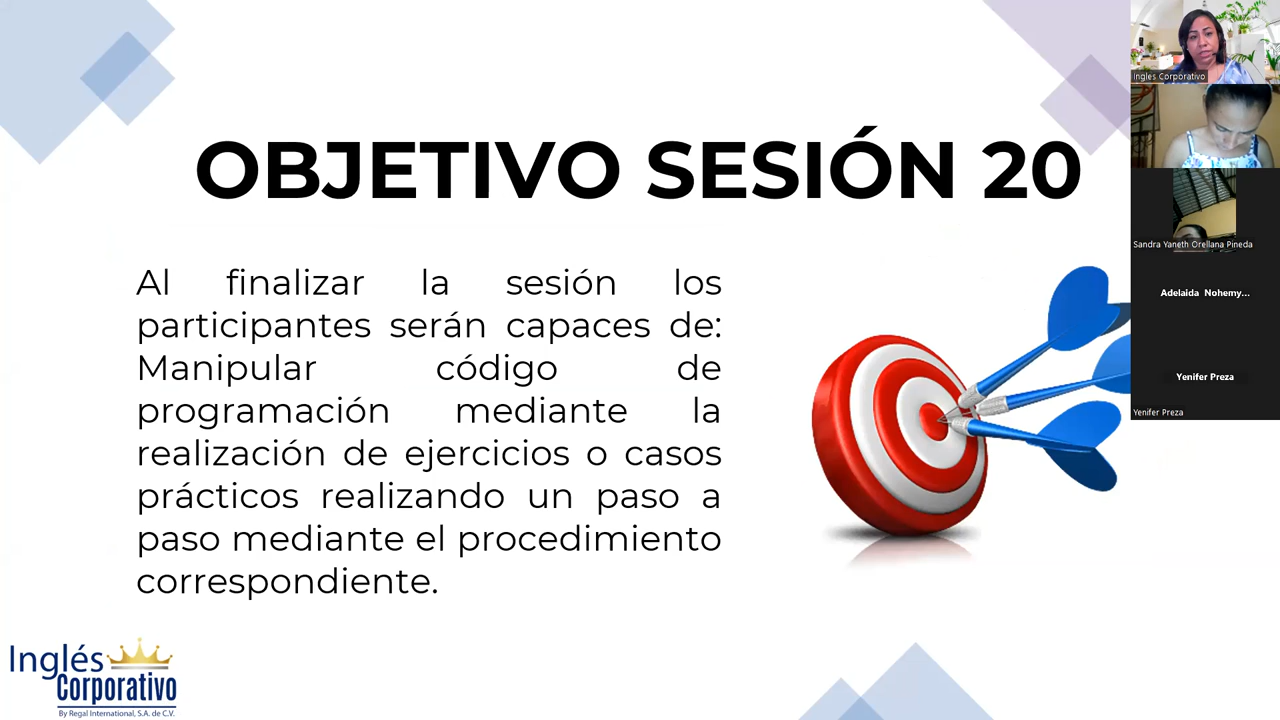 OBJETIVO SESIÓN 20
Al finalizar la sesión los
participantes serán capaces de:
Manipular código de
programación mediante la
realización de ejercicios o casos
prácticos realizando un paso a
paso mediante el procedimiento
correspondiente.
Inglés
Corporativo
By Regal International, S.A. de C.V.
Ingles Corporativo
Sandra Yaneth Orellana Pineda
Adelaida Nohemy...
Yenifer Preza
Yenifer Preza